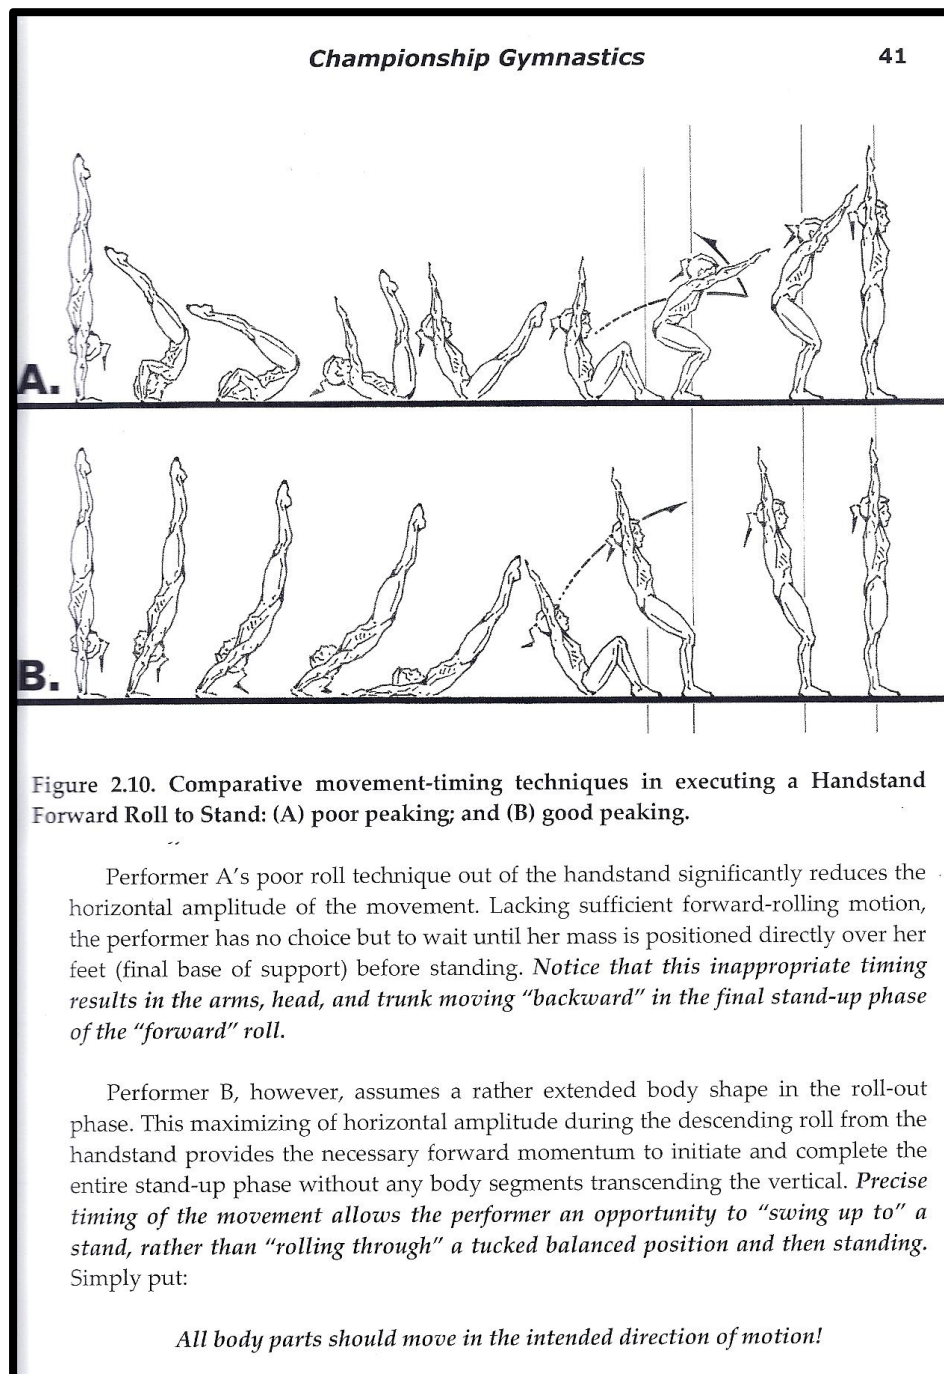 Championship Gymnastics 41
A.
B.
Figure 2.10. Comparative movement-timing techniques in executing a Handstand
Forward Roll to Stand: (A) poor peaking; and (B) good peaking.
Performer A's poor roll technique out of the handstand significantly reduces the
horizontal amplitude of the movement. Lacking sufficient forward-rolling motion,
the performer has no choice but to wait until her mass is positioned directly over her
feet (final base of support) before standing. Notice that this inappropriate timing
results in the arms, head, and trunk moving "backward" in the final stand-up phase
of the "forward" roll.
Performer B, however, assumes a rather extended body shape in the roll-out
phase. This maximizing of horizontal amplitude during the descending roll from the
handstand provides the necessary forward momentum to initiate and complete the
entire stand-up phase without any body segments transcending the vertical. Precise
timing of the movement allows the performer an opportunity to "swing up to" a
stand, rather than "rolling through" a tucked balanced position and then standing.
Simply put:
All body parts should move in the intended direction of motion!